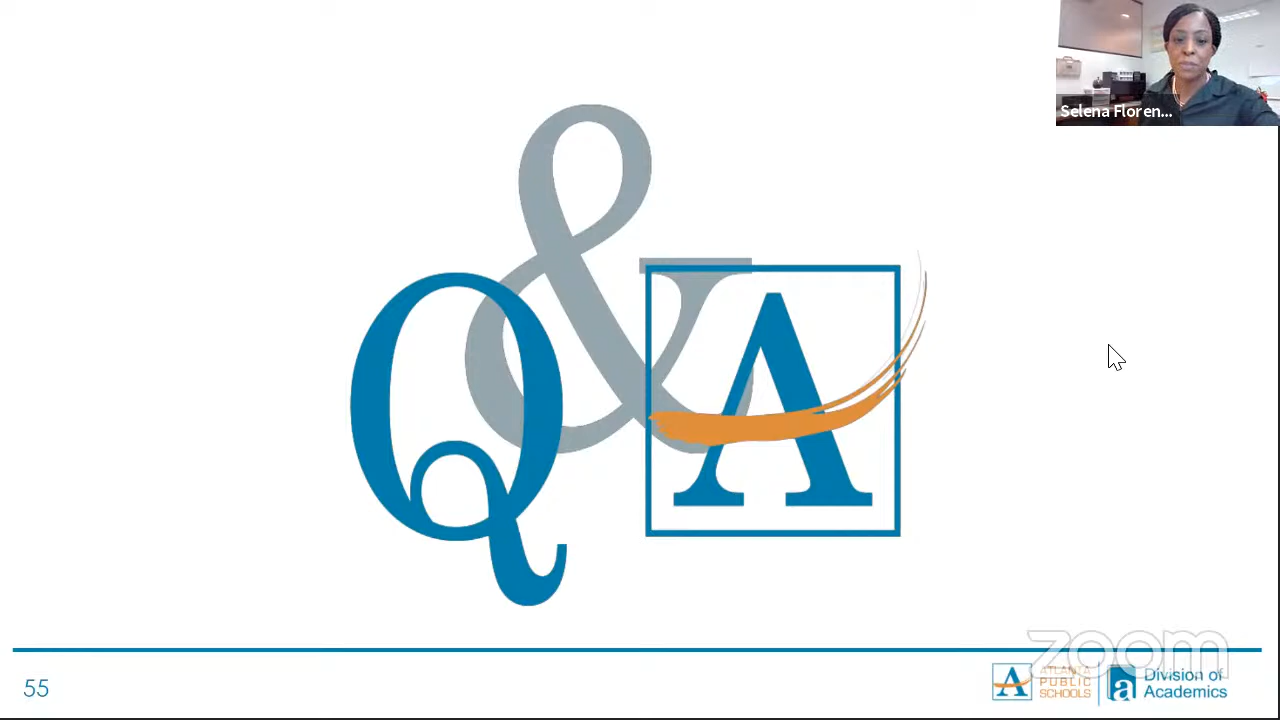 Selena Floren...
Q & A
zoom
55
A
ATLANTA
PUBLIC
SCHOOLS
a
Division of
Academics